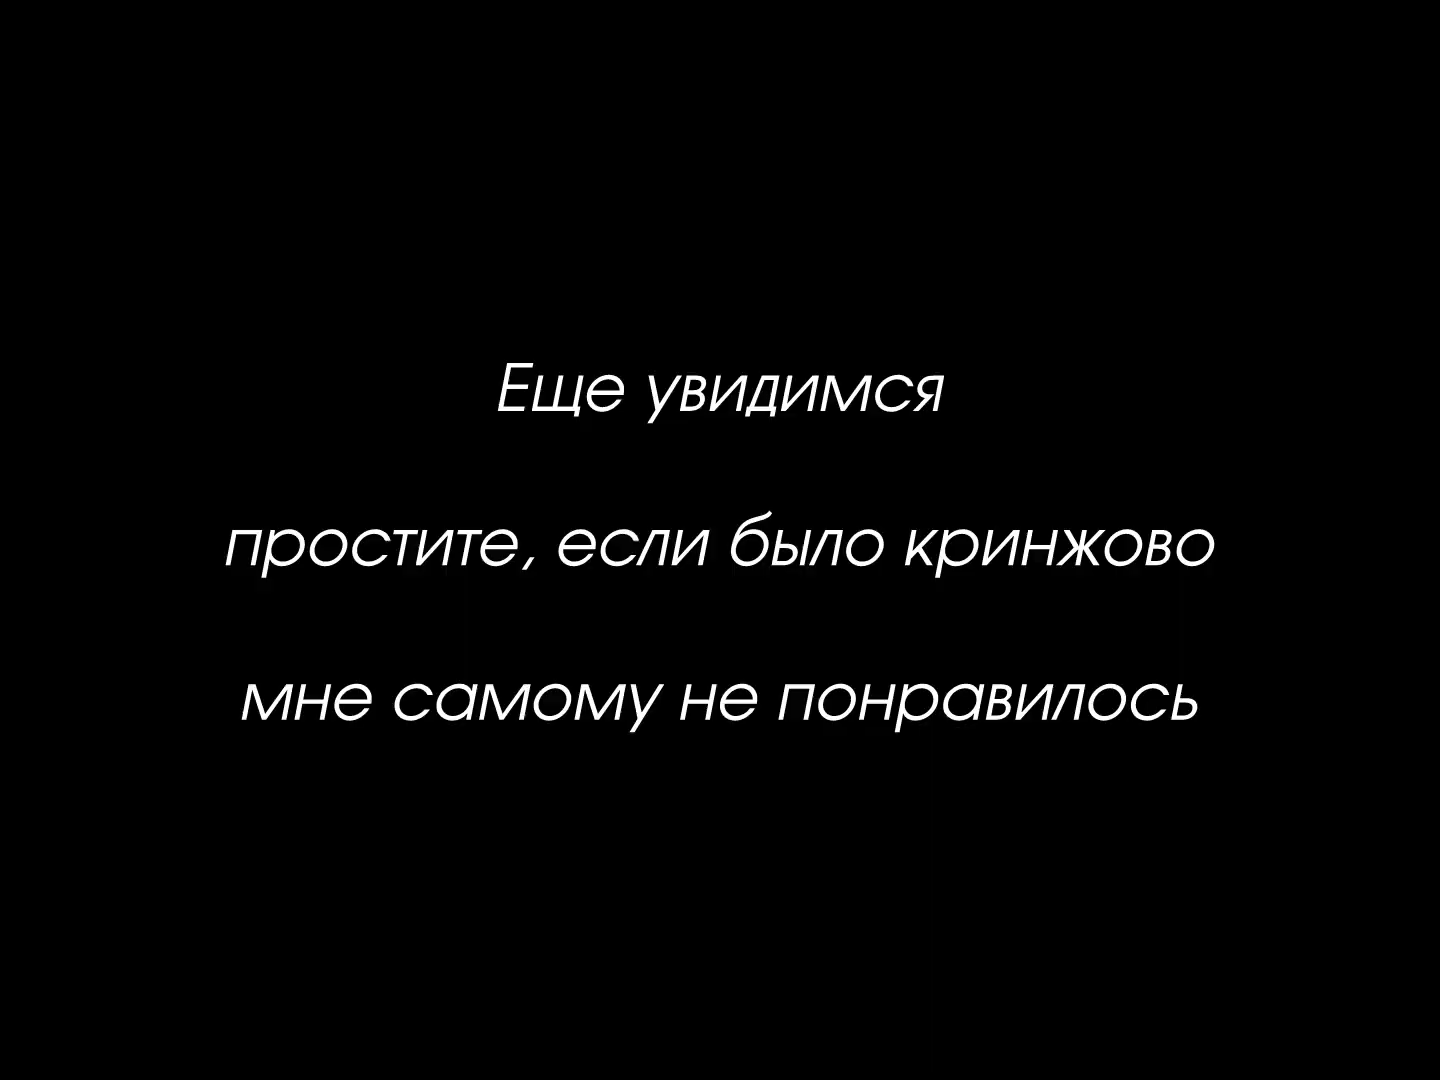 Еще увидимся
простите, если было кринжово
мне самому не понравилось